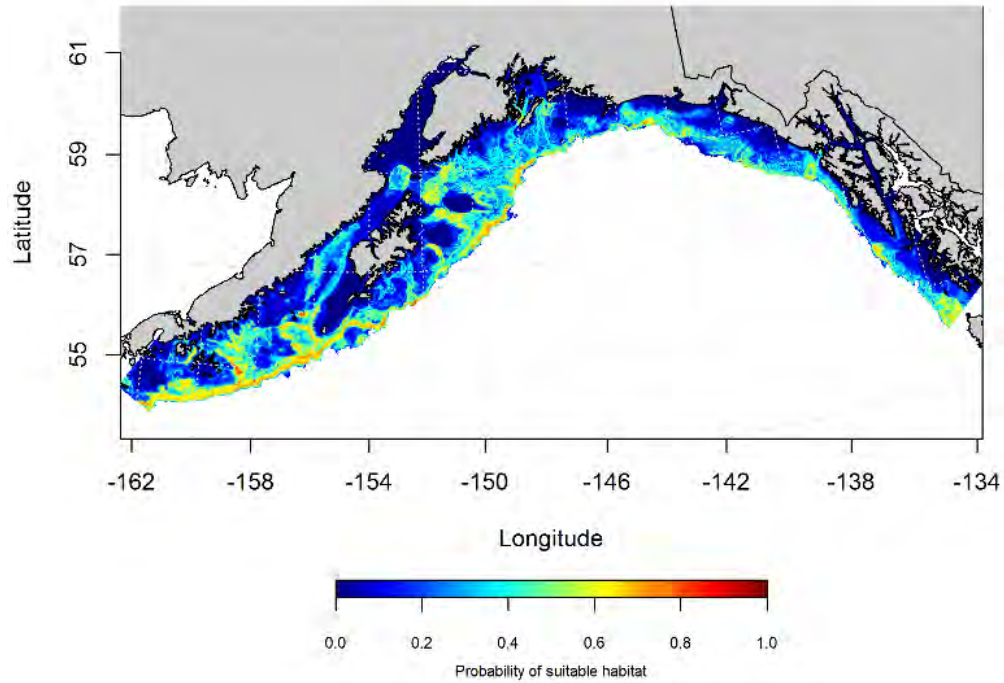 61
59
57
55
Latitude
-162 -158 -154 -150 -146 -142 -138 -134
Longitude
0.0 0.2 0.4 0.6 0.8 1.0
Probability of suitable habitat